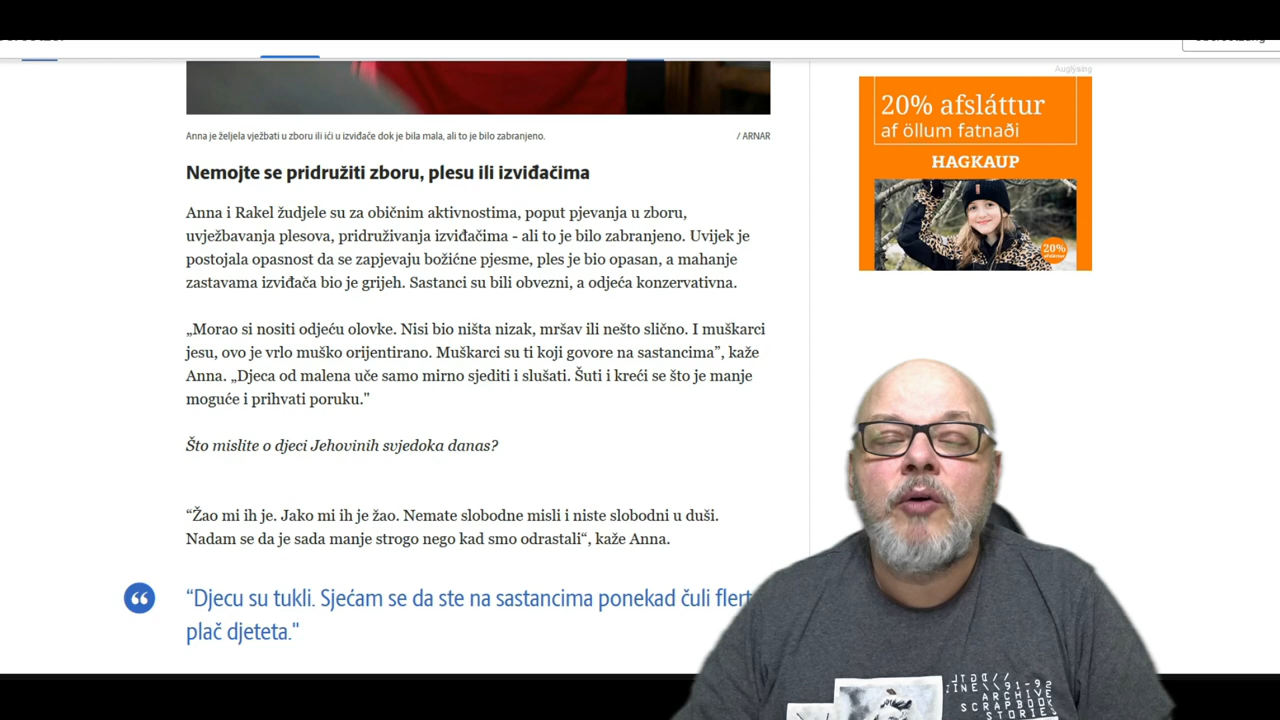 Auglýsing
20% afsláttur
af öllum fatnaði
HAGKAUP
20%
afsláttur
Anna je željela vježbati u zboru ili ići u izviđače dok je bila mala, ali to je bilo zabranjeno.
/ ARNAR
Nemojte se pridružiti zboru, plesu ili izviđačima
Anna i Rakel žudjele su za običnim aktivnostima, poput pjevanja u zboru,
uvježbavanja plesova, pridruživanja izviđačima - ali to je bilo zabranjeno. Uvijek je
postojala opasnost da se zapjevaju božićne pjesme, ples je bio opasan, a mahanje
zastavama izviđača bio je grijeh. Sastanci su bili obvezni, a odjeća konzervativna.
„Morao si nositi odjeću olovke. Nisi bio ništa nizak, mršav ili nešto slično. I muškarci
jesu, ovo je vrlo muško orijentirano. Muškarci su ti koji govore na sastancima”, kaže
Anna. „Djeca od malena uče samo mirno sjediti i slušati. Šuti i kreći se što je manje
moguće i prihvati poruku."
Što mislite o djeci Jehovinih svjedoka danas?
“Žao mi ih je. Jako mi ih je žao. Nemate slobodne misli i niste slobodni u duši.
Nadam se da je sada manje strogo nego kad smo odrastali“, kaže Anna.
“Djecu su tukli. Sjećam se da ste na sastancima ponekad čuli flert
plač djeteta."
ARCHIVE
SCRAPBOOK
STORIE